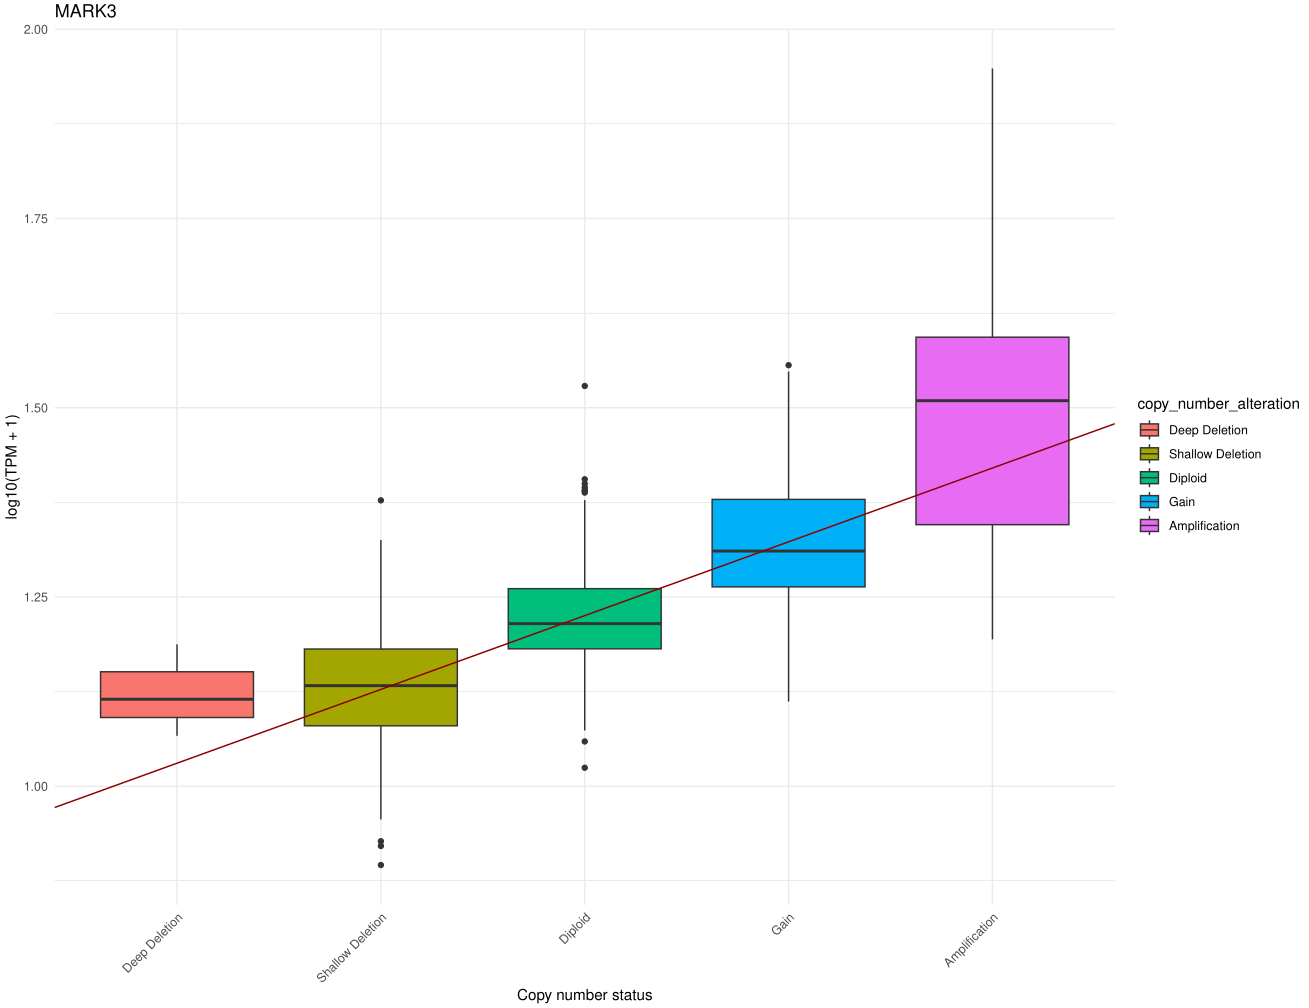 MARK3
2.00
1.75
1.50
1.25
1.00
log10(TPM + 1)
Deep Deletion
Shallow Deletion
Diploid
Gain
Amplification
Copy number status
copy_number_alteration
Deep Deletion
Shallow Deletion
Diploid
Gain
Amplification